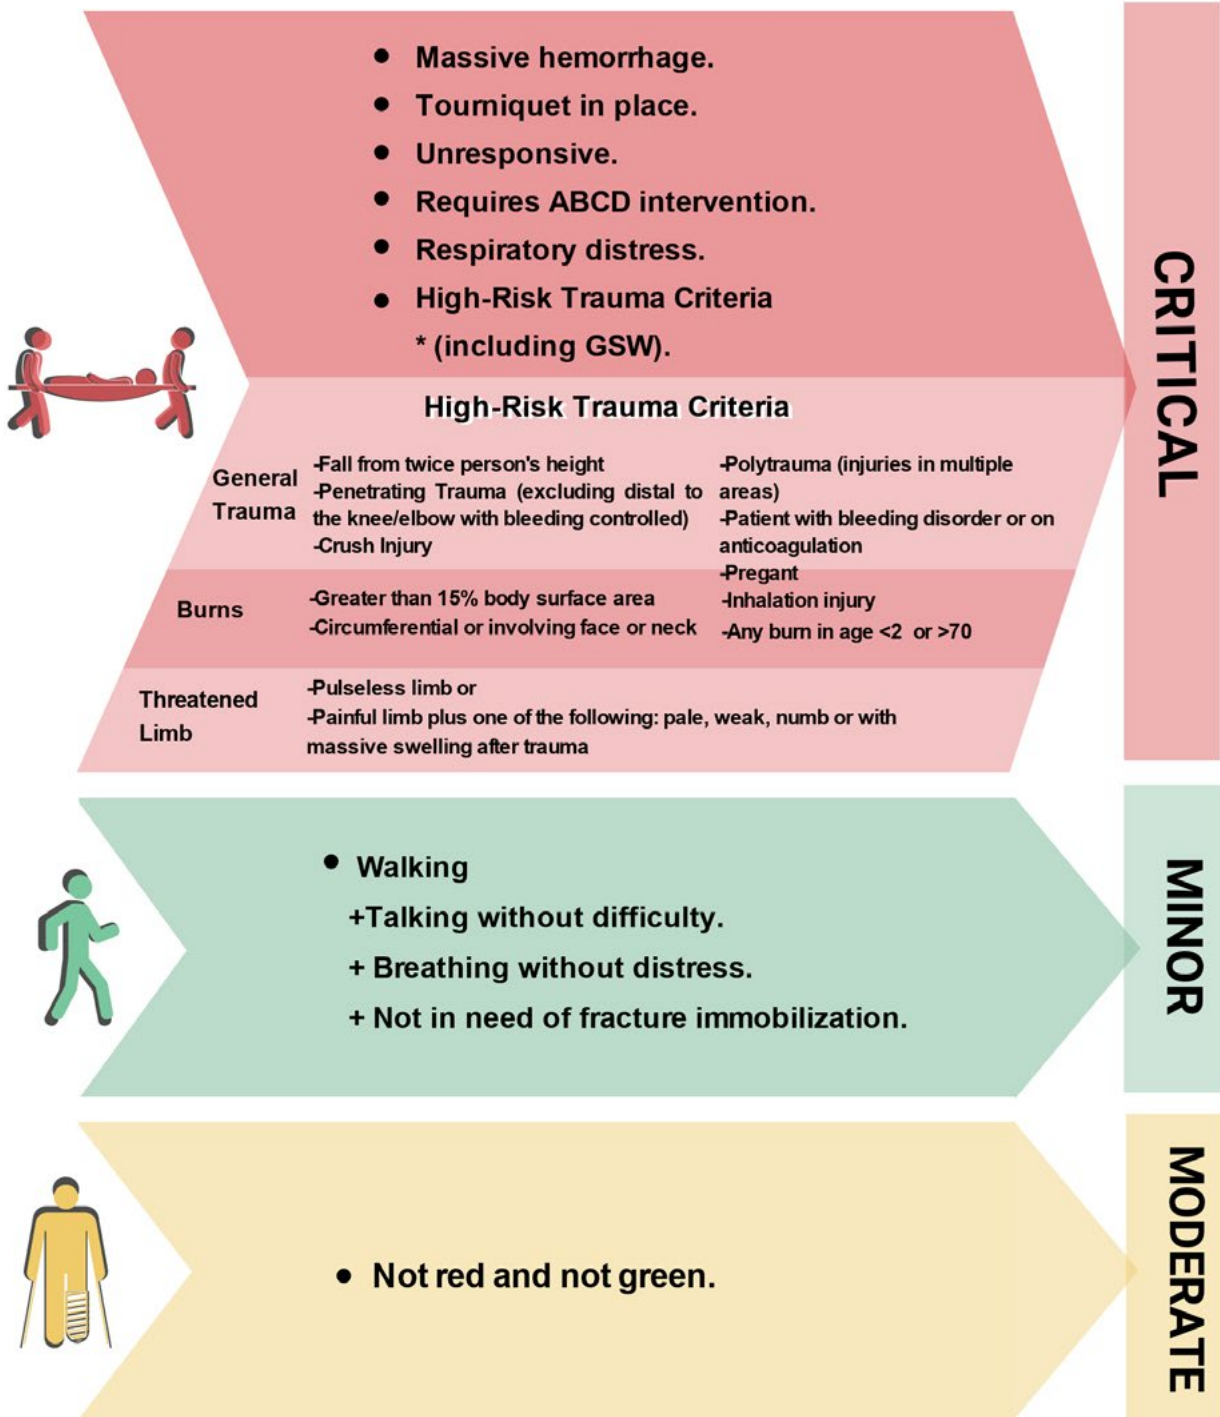 Massive hemorrhage.
Tourniquet in place.
Unresponsive.
Requires ABCD intervention.
Respiratory distress.
High-Risk Trauma Criteria
* (including GSW).
CRITICAL
High-Risk Trauma Criteria
General
Trauma
-Fall from twice person's height
-Penetrating Trauma (excluding distal to
the knee/elbow with bleeding controlled)
-Crush Injury
-Polytrauma (injuries in multiple
areas)
-Patient with bleeding disorder or on
anticoagulation
-Pregant
Burns
-Greater than 15% body surface area
-Circumferential or involving face or neck
-Inhalation injury
-Any burn in age <2 or >70
Threatened
Limb
-Pulseless limb or
-Painful limb plus one of the following: pale, weak, numb or with
massive swelling after trauma
Walking
+Talking without difficulty.
+ Breathing without distress.
+ Not in need of fracture immobilization.
MINOR
Not red and not green.
MODERATE